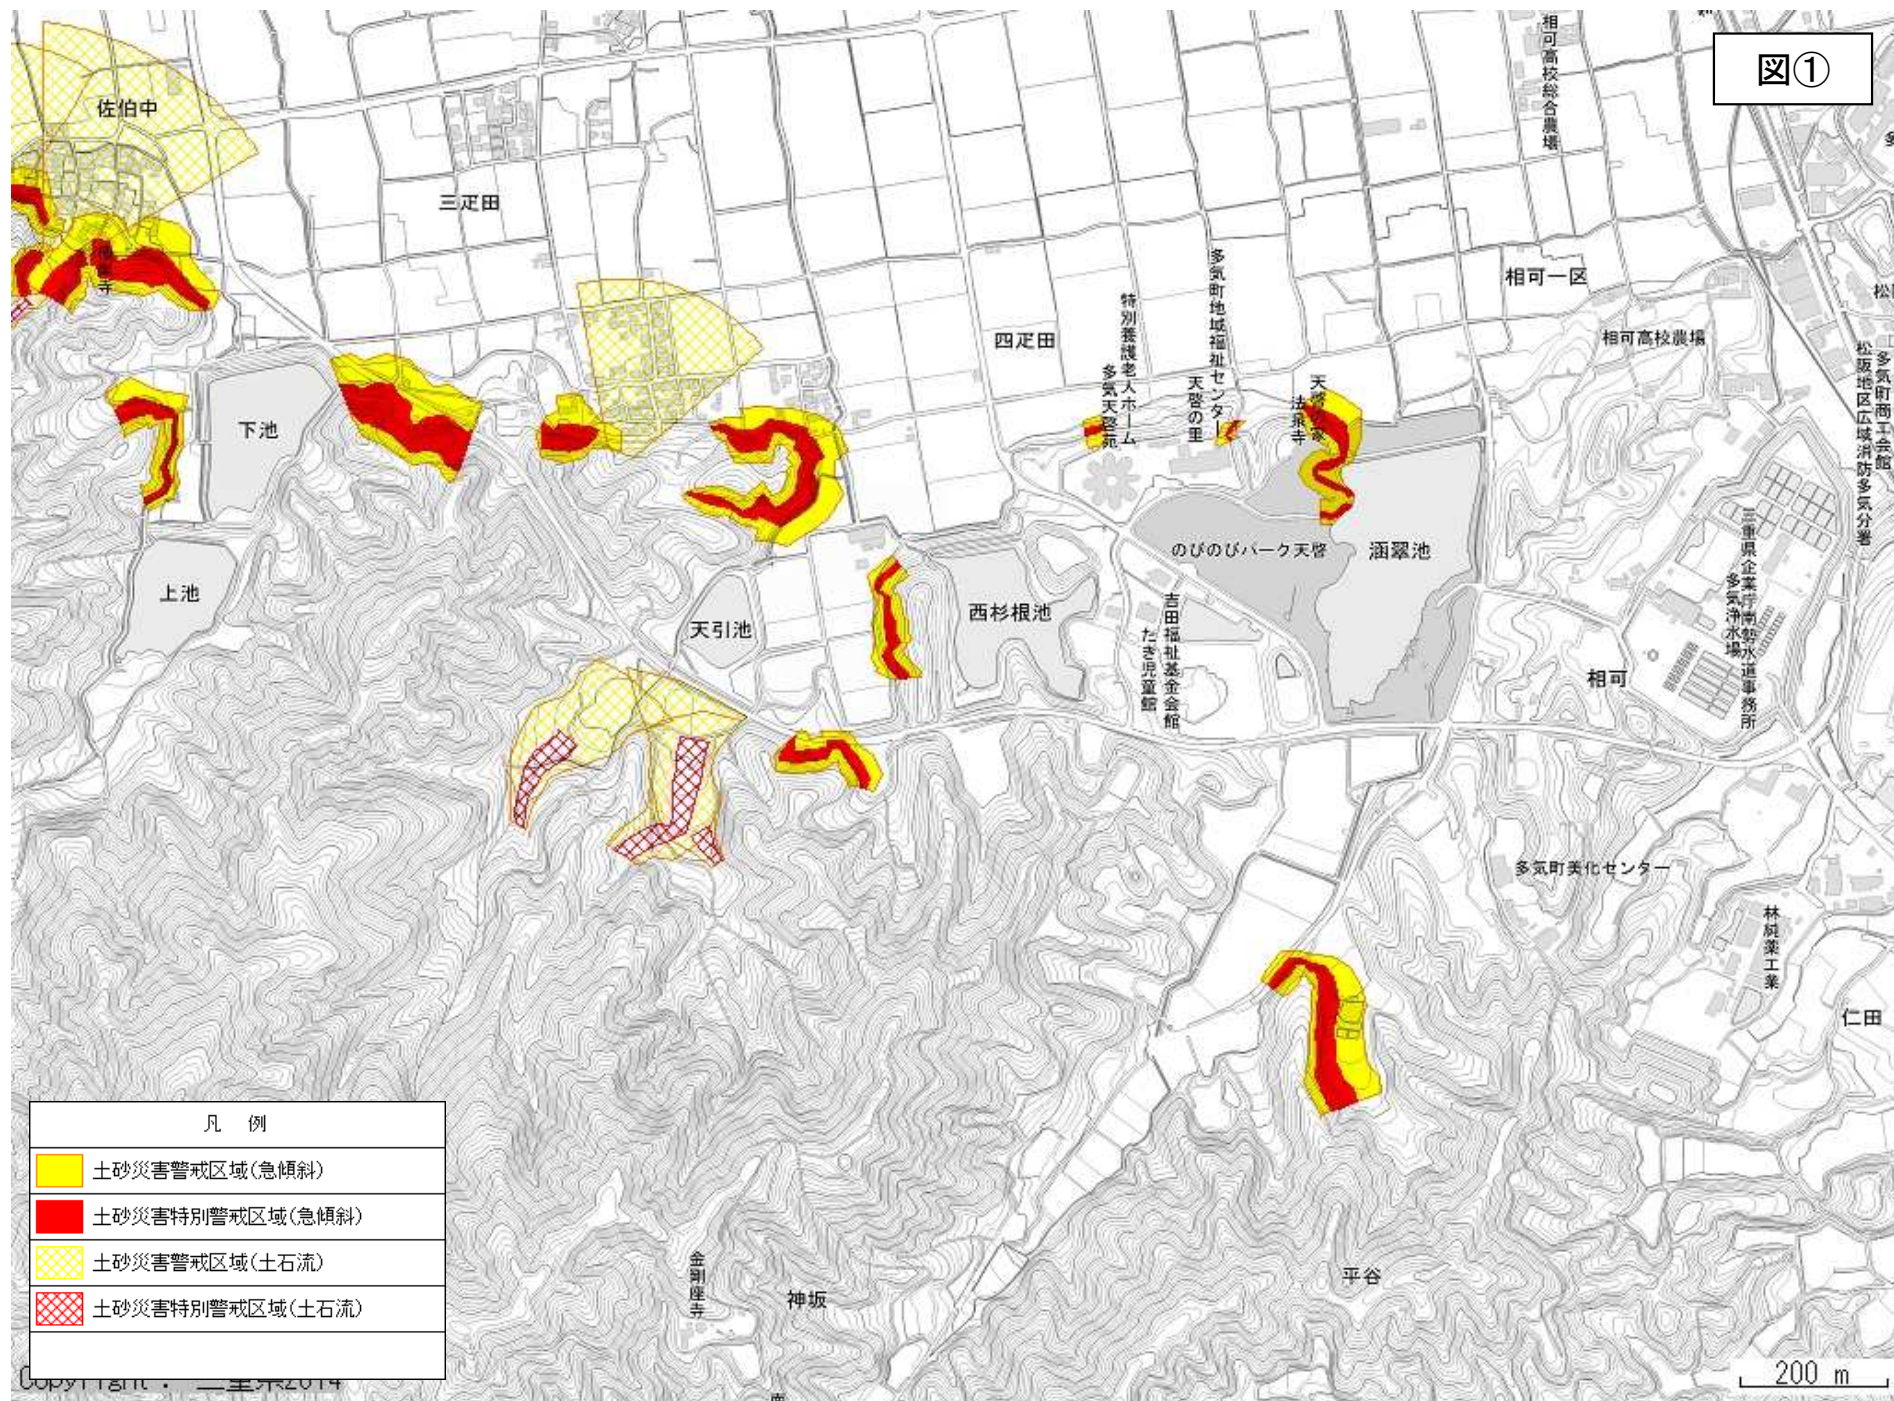 図①
相可高校総合農場
佐伯中
三疋田
相可一区
四疋田
特別養護老人ホーム
多気天啓苑
多気町地域福祉センター
天啓の里
天啓の家
法泉寺
相可高校農場
多気町商工会館
松阪地区広域消防多気分署
下池
上池
天引池
西杉根池
のびのびパーク天啓
涵翠池
吉田福祉基金会館
たき児童館
三重県企業庁南勢水道事務所
多気浄水場
相可
多気町美化センター
林純薬工業
仁田
金剛座寺
神坂
平谷
凡 例
土砂災害警戒区域(急傾斜)
土砂災害特別警戒区域(急傾斜)
土砂災害警戒区域(土石流)
土砂災害特別警戒区域(土石流)
200 m